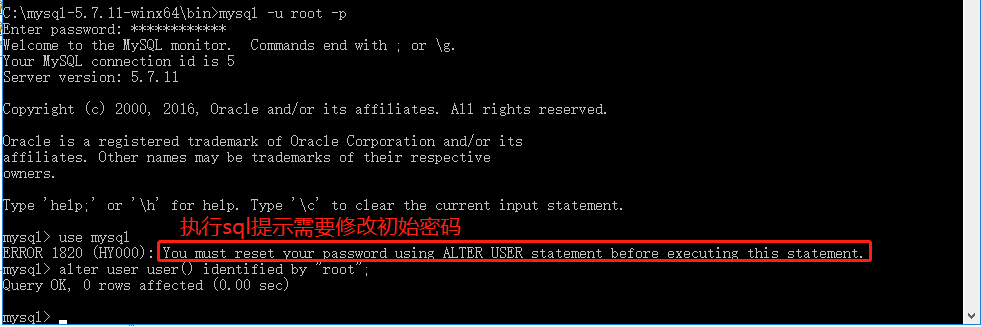 C:\mysql-5.7.11-winx64\bin>mysql -u root -p
Enter password: ************
Welcome to the MySQL monitor.  Commands end with ; or \g.
Your MySQL connection id is 5
Server version: 5.7.11
Copyright (c) 2000, 2016, Oracle and/or its affiliates. All rights reserved.
Oracle is a registered trademark of Oracle Corporation and/or its
affiliates. Other names may be trademarks of their respective
owners.
Type 'help;' or '\h' for help. Type '\c' to clear the current input statement.
执行sql提示需要修改初始密码
mysql> use mysql
ERROR 1820 (HY000): You must reset your password using ALTER USER statement before executing this statement.
mysql> alter user user() identified by "root";
Query OK, 0 rows affected (0.00 sec)
mysql>